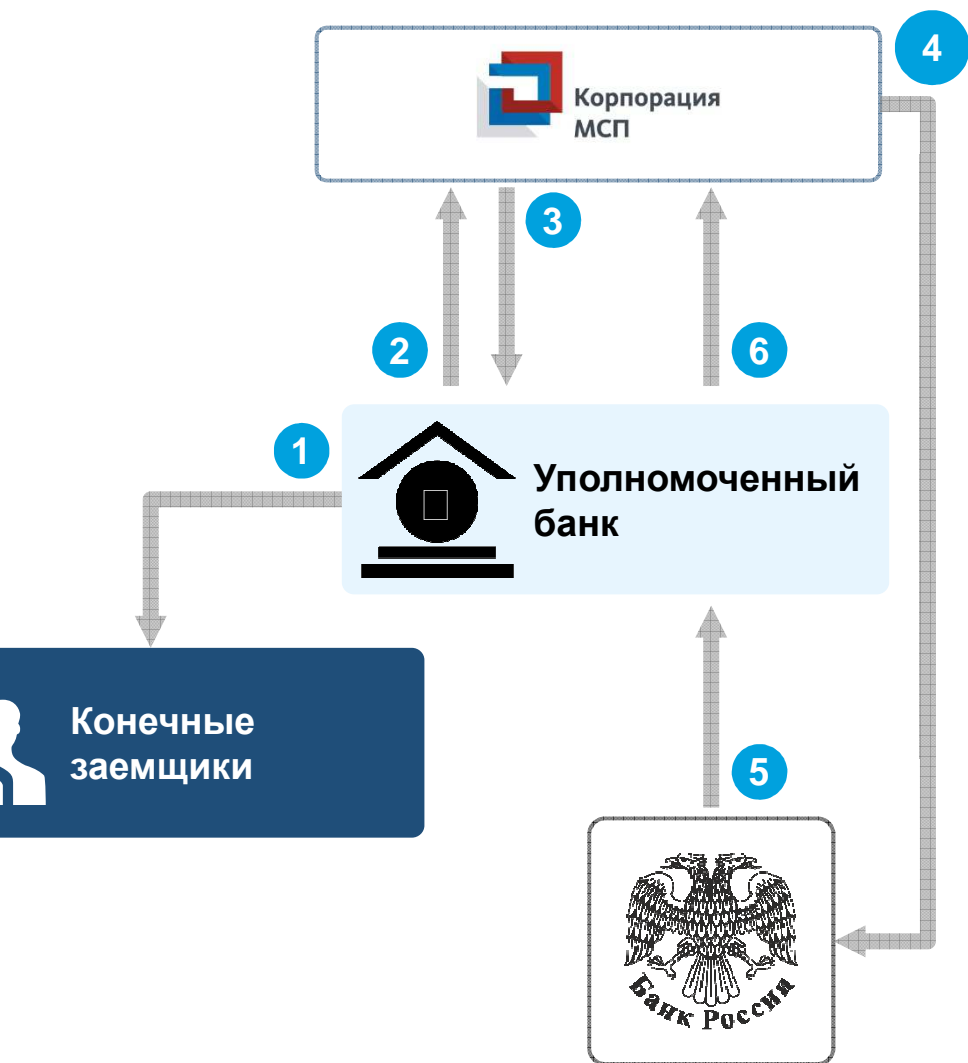 4
Корпорация
МСП
3
2
6
1
Уполномоченный
банк
Конечные
заемщики
5
Банк России